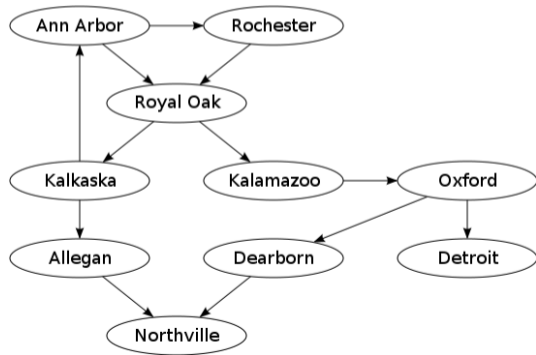 Ann Arbor
Rochester
Royal Oak
Kalkaska
Kalamazoo
Oxford
Allegan
Dearborn
Detroit
Northville